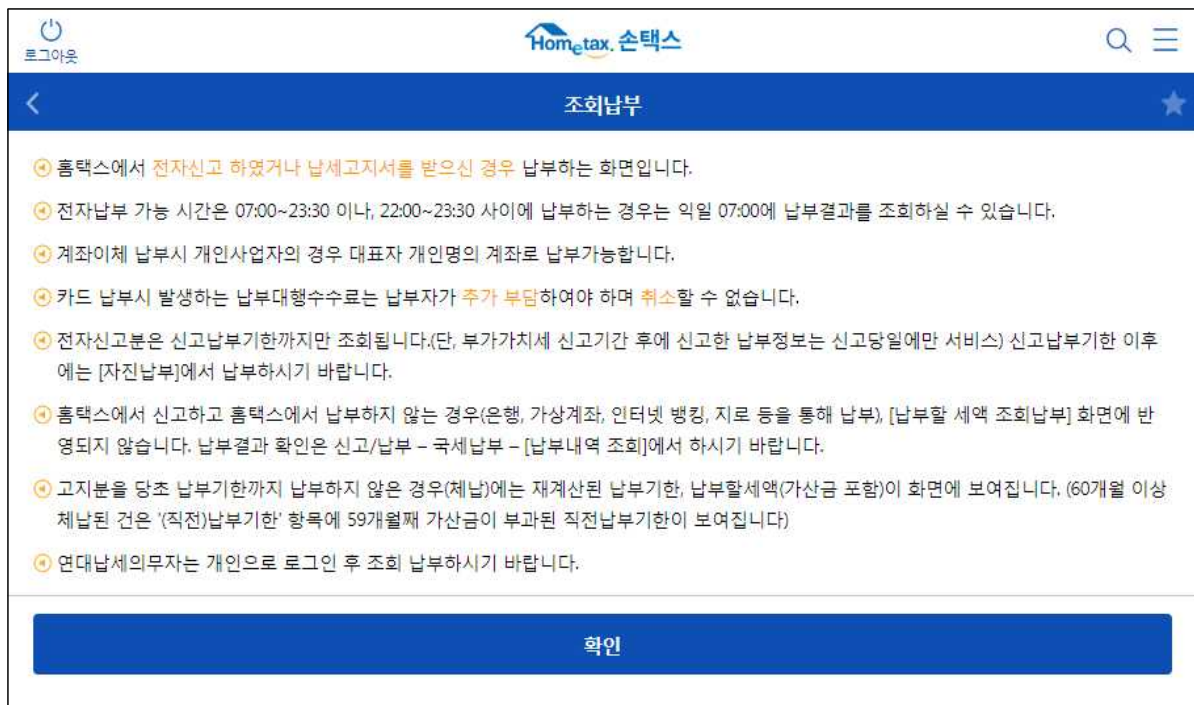 로그아웃
Hometax. 손택스
조회납부
홈택스에서 전자신고 하였거나 납세고지서를 받으신 경우 납부하는 화면입니다.
전자납부 가능 시간은 07:00~23:30 이나, 22:00~23:30 사이에 납부하는 경우는 익일 07:00에 납부결과를 조회하실 수 있습니다.
계좌이체 납부시 개인사업자의 경우 대표자 개인명의 계좌로 납부가능합니다.
카드 납부시 발생하는 납부대행수수료는 납부자가 추가 부담하여야 하며 취소할 수 없습니다.
전자신고분은 신고납부기한까지만 조회됩니다.(단, 부가가치세 신고기간 후에 신고한 납부정보는 신고당일에만 서비스) 신고납부기한 이후
에는 [자진납부]에서 납부하시기 바랍니다.
홈택스에서 신고하고 홈택스에서 납부하지 않는 경우(은행, 가상계좌, 인터넷 뱅킹, 지로 등을 통해 납부), [납부할 세액 조회납부] 화면에 반
영되지 않습니다. 납부결과 확인은 신고/납부 – 국세납부 – [납부내역 조회]에서 하시기 바랍니다.
고지분을 당초 납부기한까지 납부하지 않은 경우(체납)에는 재계산된 납부기한, 납부할세액(가산금 포함)이 화면에 보여집니다. (60개월 이상
체납된 건은 '(직전)납부기한' 항목에 59개월째 가산금이 부과된 직전납부기한이 보여집니다)
연대납세의무자는 개인으로 로그인 후 조회 납부하시기 바랍니다.
확인